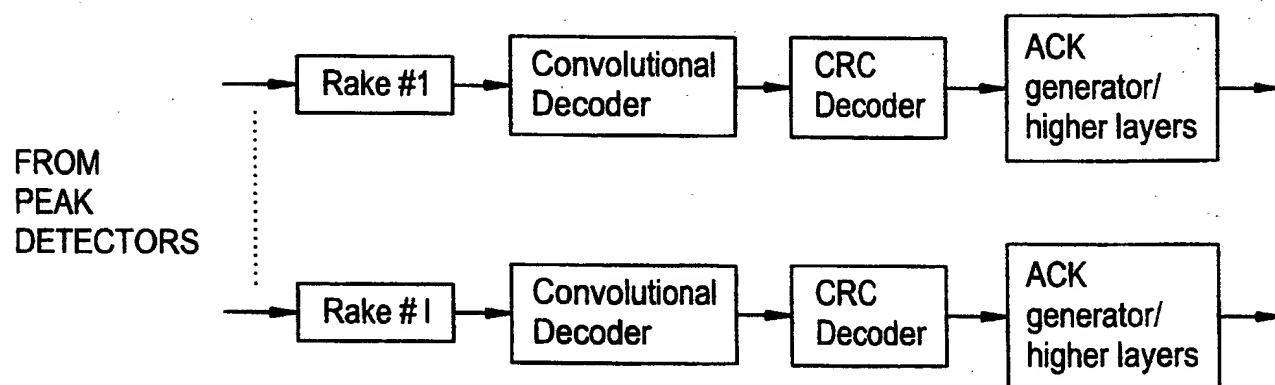 Rake #1
Convolutional
Decoder
CRC
Decoder
ACK
generator/
higher layers
FROM
PEAK
DETECTORS
Rake # I
Convolutional
Decoder
CRC
Decoder
ACK
generator/
higher layers